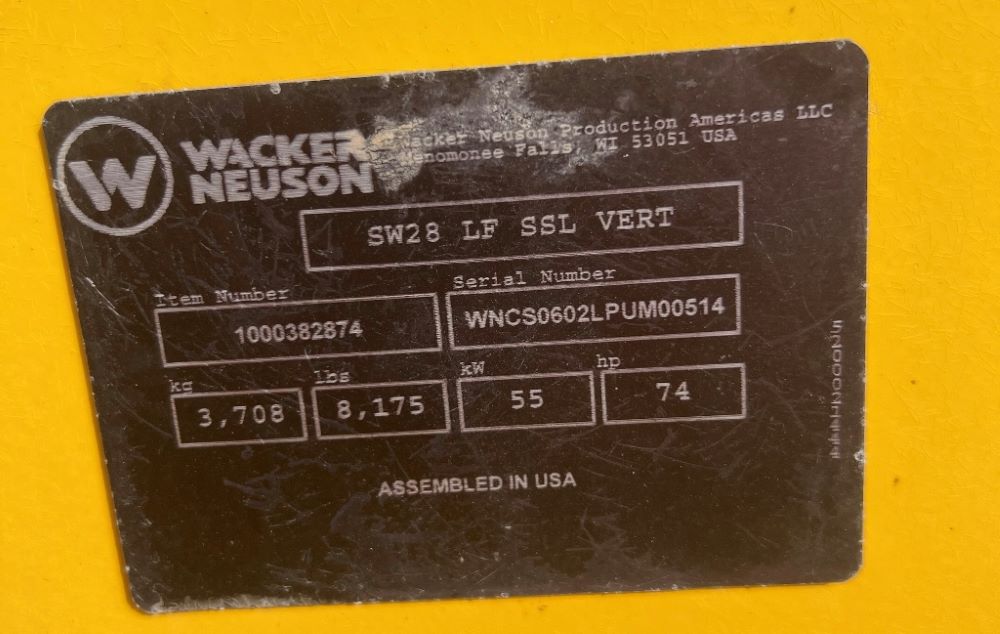 W
WACKER
NEUSON
Wacker Neuson Production Americas LLC
Menomonee Falls, WI 53051 USA
SW28 LF SSL VERT
Item Number
1000382874
Serial Number
WNCS0602LPUM00514
kg
3,708
lbs
8,175
kW
55
hp
74
ASSEMBLED IN USA